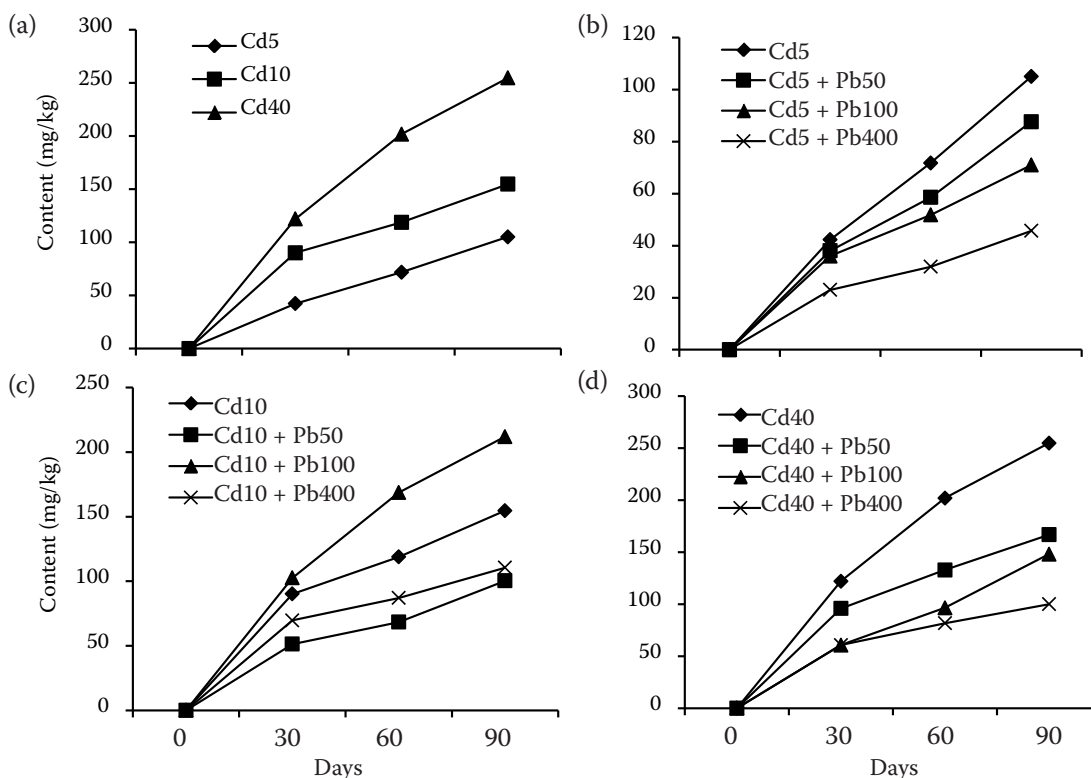 (a)
Content (mg/kg)
300
250
200
150
100
50
0
Cd5
Cd10
Cd40
(b)
120
100
80
60
40
20
0
Cd5
Cd5 + Pb50
Cd5 + Pb100
Cd5 + Pb400
(c)
Content (mg/kg)
250
200
150
100
50
0
Cd10
Cd10 + Pb50
Cd10 + Pb100
Cd10 + Pb400
0 30 60 90
Days
(d)
300
250
200
150
100
50
0
Cd40
Cd40 + Pb50
Cd40 + Pb100
Cd40 + Pb400
0 30 60 90
Days